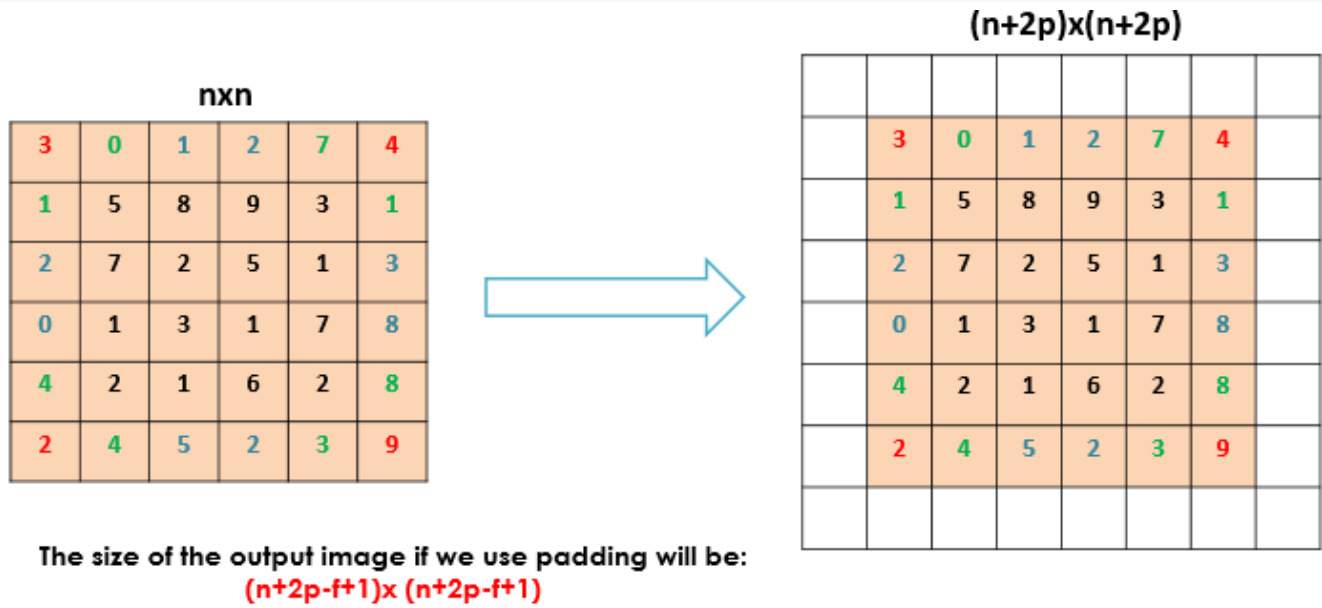 (n+2p)x(n+2p)
nxn
3 0 1 2 7 4
1 5 8 9 3 1
2 7 2 5 1 3
0 1 3 1 7 8
4 2 1 6 2 8
2 4 5 2 3 9
3 0 1 2 7 4
1 5 8 9 3 1
2 7 2 5 1 3
0 1 3 1 7 8
4 2 1 6 2 8
2 4 5 2 3 9
The size of the output image if we use padding will be:
(n+2p-f+1)x (n+2p-f+1)